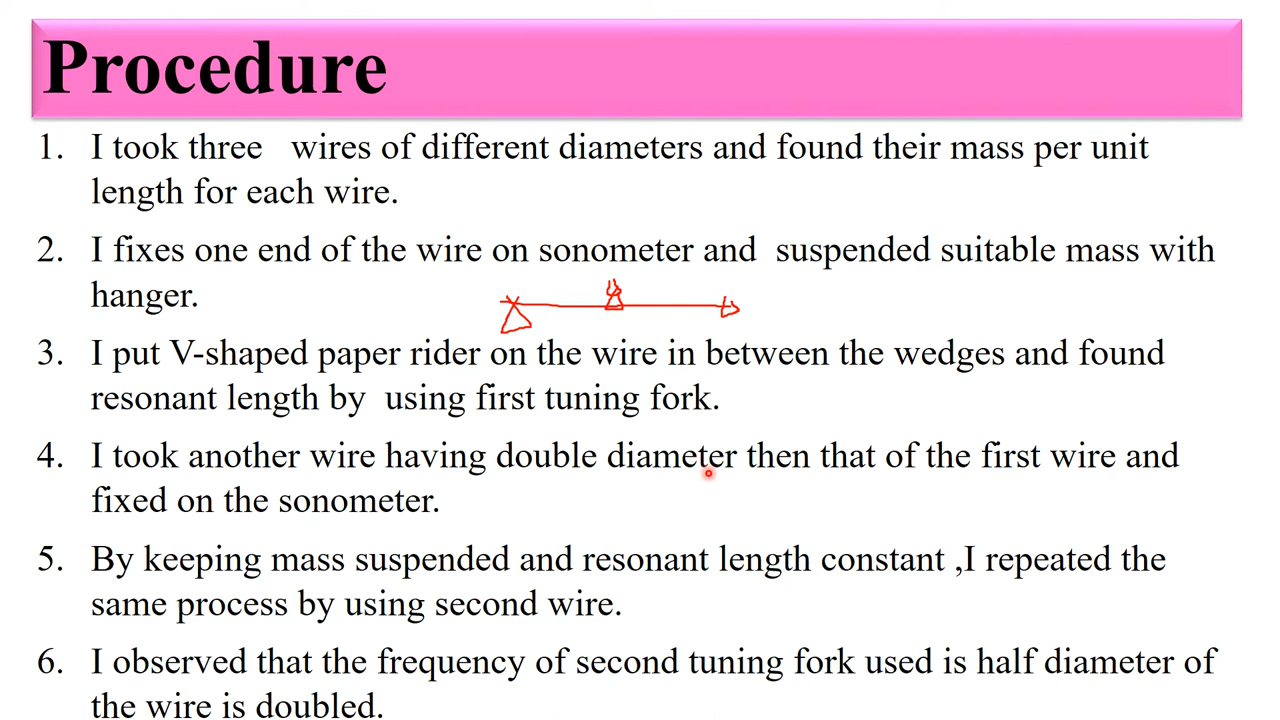 Procedure
1. I took three wires of different diameters and found their mass per unit
length for each wire.
2. I fixes one end of the wire on sonometer and suspended suitable mass with
hanger.
3. I put V-shaped paper rider on the wire in between the wedges and found
resonant length by using first tuning fork.
4. I took another wire having double diameter then that of the first wire and
fixed on the sonometer.
5. By keeping mass suspended and resonant length constant ,I repeated the
same process by using second wire.
6. I observed that the frequency of second tuning fork used is half diameter of
the wire is doubled.